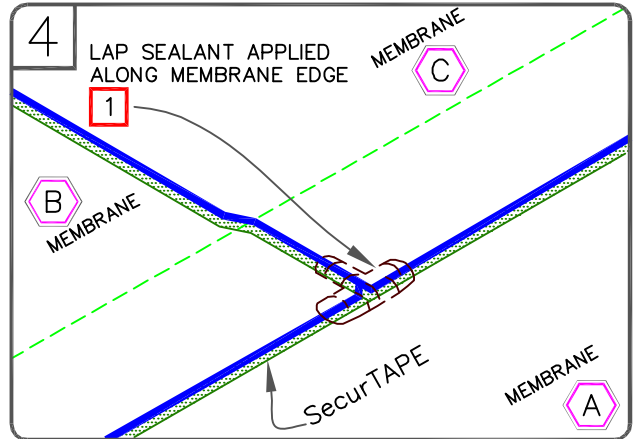 4
LAP SEALANT APPLIED
ALONG MEMBRANE EDGE
1
MEMBRANE
C
B
MEMBRANE
SecurTAPE
MEMBRANE
A